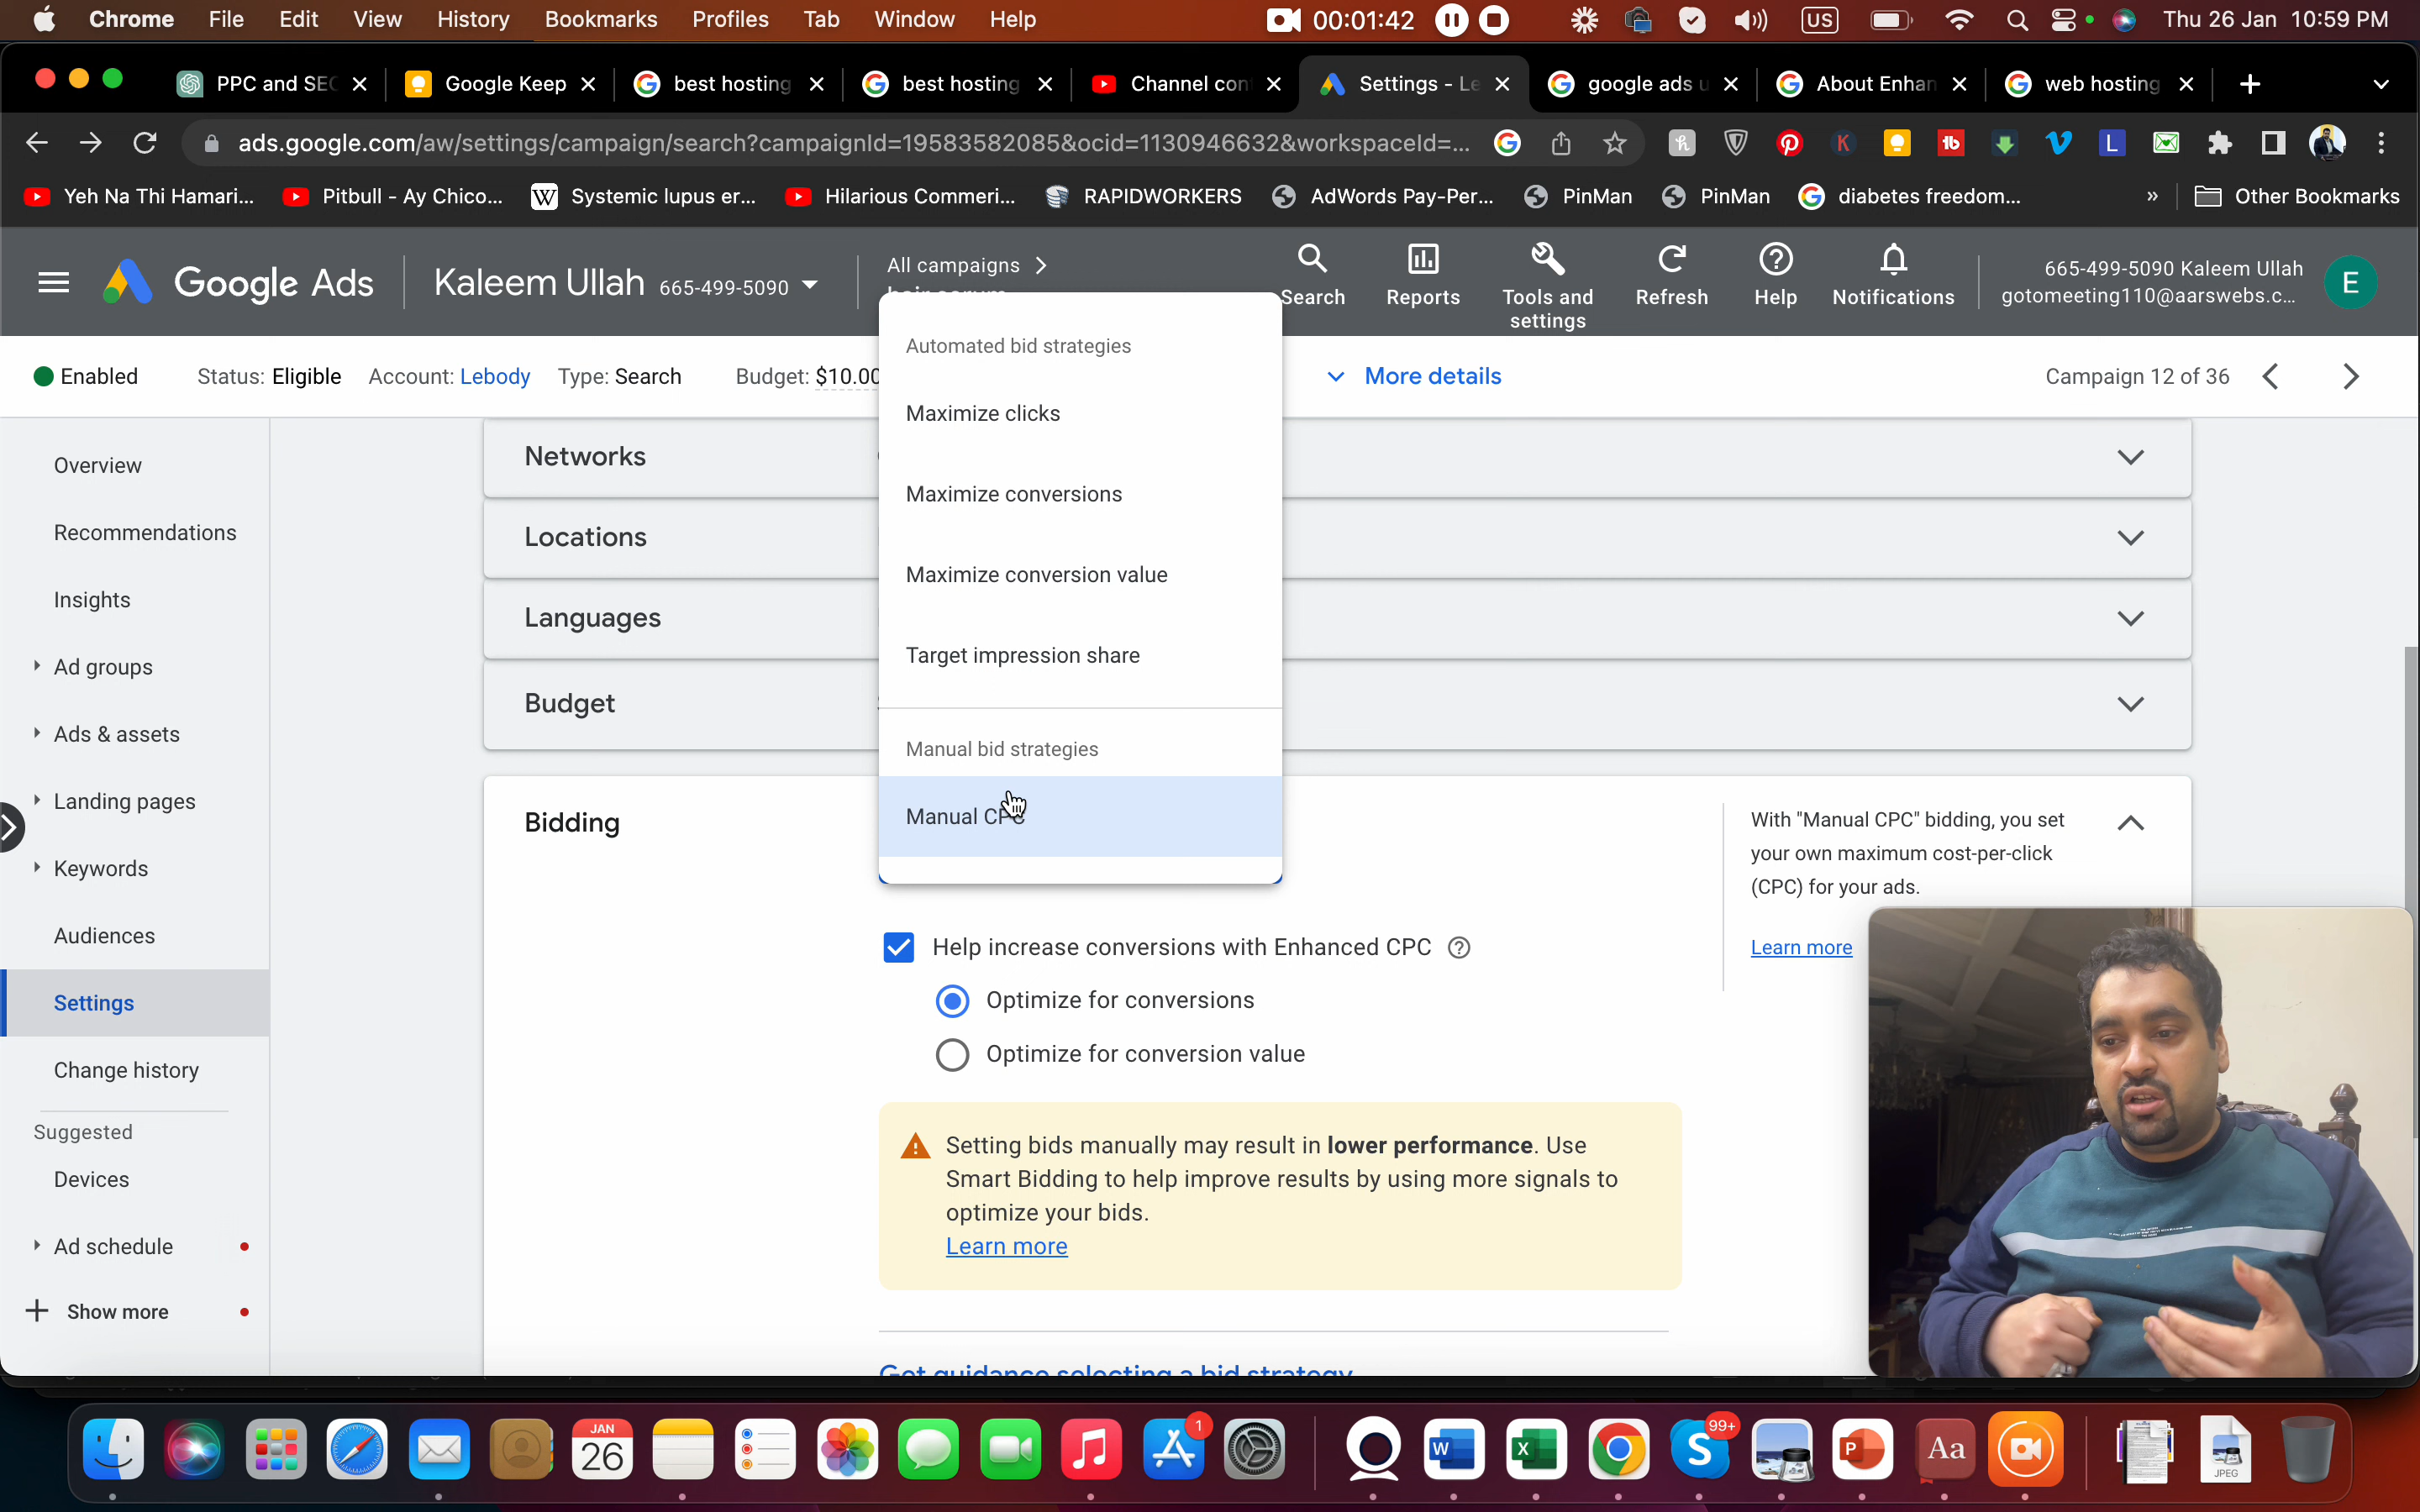 Chrome File Edit View History Bookmarks Profiles Tab Window Help 00:01:42 US Thu 26 Jan 10:59 PM
PPC and SEC Google Keep best hosting best hosting Channel con Settings - Le google ads u About Enhan web hosting
ads.google.com/aw/settings/campaign/search?campaignId=19583582085&ocid=1130946632&workspaceId=...
Yeh Na Thi Hamari... Pitbull - Ay Chico... Systemic lupus er... Hilarious Commeri... RAPIDWORKERS AdWords Pay-Per... PinMan PinMan diabetes freedom... » Other Bookmarks
Google Ads Kaleem Ullah 665-499-5090
All campaigns
Search Reports Tools and settings Refresh Help Notifications
665-499-5090 Kaleem Ullah
gotomeeting110@aarswebs.c...
E
Enabled Status: Eligible Account: Lebody Type: Search Budget: $10.00 More details Campaign 12 of 36
Overview
Recommendations
Insights
Ad groups
Ads & assets
Landing pages
Keywords
Audiences
Settings
Change history
Suggested
Devices
Ad schedule
Show more
Networks
Locations
Languages
Budget
Bidding
Automated bid strategies
Maximize clicks
Maximize conversions
Maximize conversion value
Target impression share
Manual bid strategies
Manual CPC
With "Manual CPC" bidding, you set
your own maximum cost-per-click
(CPC) for your ads.
Learn more
Help increase conversions with Enhanced CPC
Optimize for conversions
Optimize for conversion value
Setting bids manually may result in lower performance. Use
Smart Bidding to help improve results by using more signals to
optimize your bids.
Learn more
Get guidance selecting a bid strategy
JAN
26
1
W
X
S
99+
P
Aa
JPEG